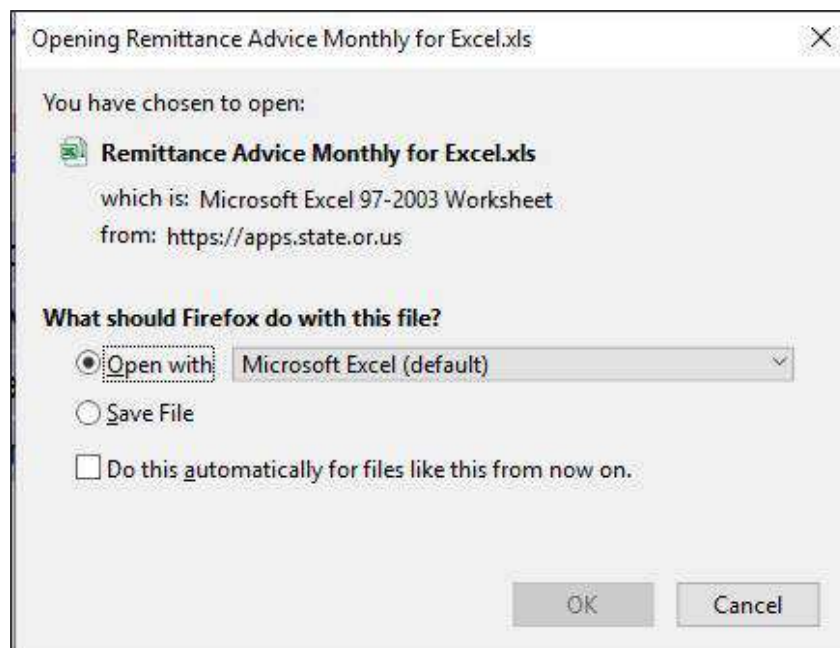 Opening Remittance Advice Monthly for Excel.xls
You have chosen to open:
Remittance Advice Monthly for Excel.xls
which is: Microsoft Excel 97-2003 Worksheet
from: https://apps.state.or.us
What should Firefox do with this file?
Open with Microsoft Excel (default)
Save File
Do this automatically for files like this from now on.
OK Cancel